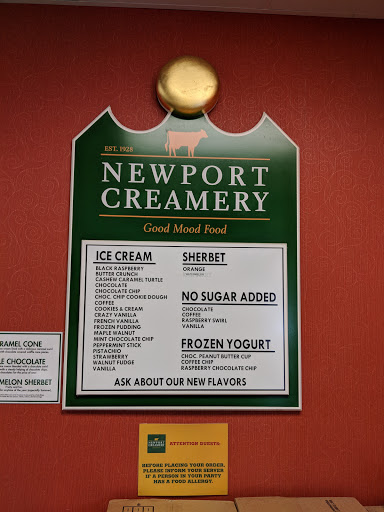 EST. 1928
NEWPORT
CREAMERY
Good Mood Food
ICE CREAM
BLACK RASPBERRY
BUTTER CRUNCH
CASHEW CARAMEL TURTLE
CHOCOLATE
CHOCOLATE CHIP
CHOC. CHIP COOKIE DOUGH
COFFEE
COOKIES & CREAM
CRAZY VANILLA
FRENCH VANILLA
FROZEN PUDDING
MAPLE WALNUT
MINT CHOCOLATE CHIP
PEPPERMINT STICK
PISTACHIO
STRAWBERRY
WALNUT FUDGE
VANILLA
SHERBET
ORANGE
NO SUGAR ADDED
CHOCOLATE
COFFEE
RASPBERRY SWIRL
VANILLA
FROZEN YOGURT
CHOC. PEANUT BUTTER CUP
COFFEE CHIP
RASPBERRY CHOCOLATE CHIP
ASK ABOUT OUR NEW FLAVORS
ARAMEL CONE
LE CHOCOLATE
MELON SHERBET
NEWPORT
CREAMERY
ATTENTION GUESTS:
BEFORE PLACING YOUR ORDER,
PLEASE INFORM YOUR SERVER
IF A PERSON IN YOUR PARTY
HAS A FOOD ALLERGY.